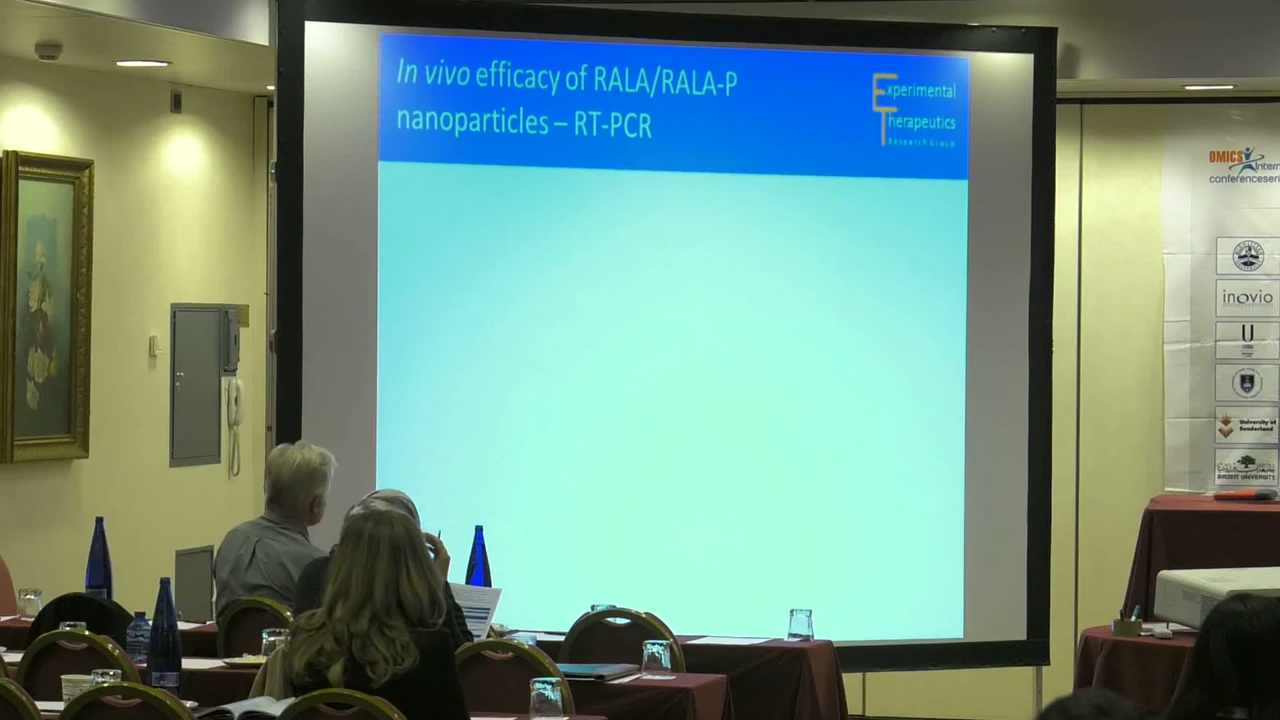 In vivo efficacy of RALA/RALA-P
nanoparticles – RT-PCR
Experimental
Therapeutics
Research Group
OMICS Intern
conferenceseri
inovio
U
University of
Sunderland
BIRZEIT UNIVERSITY